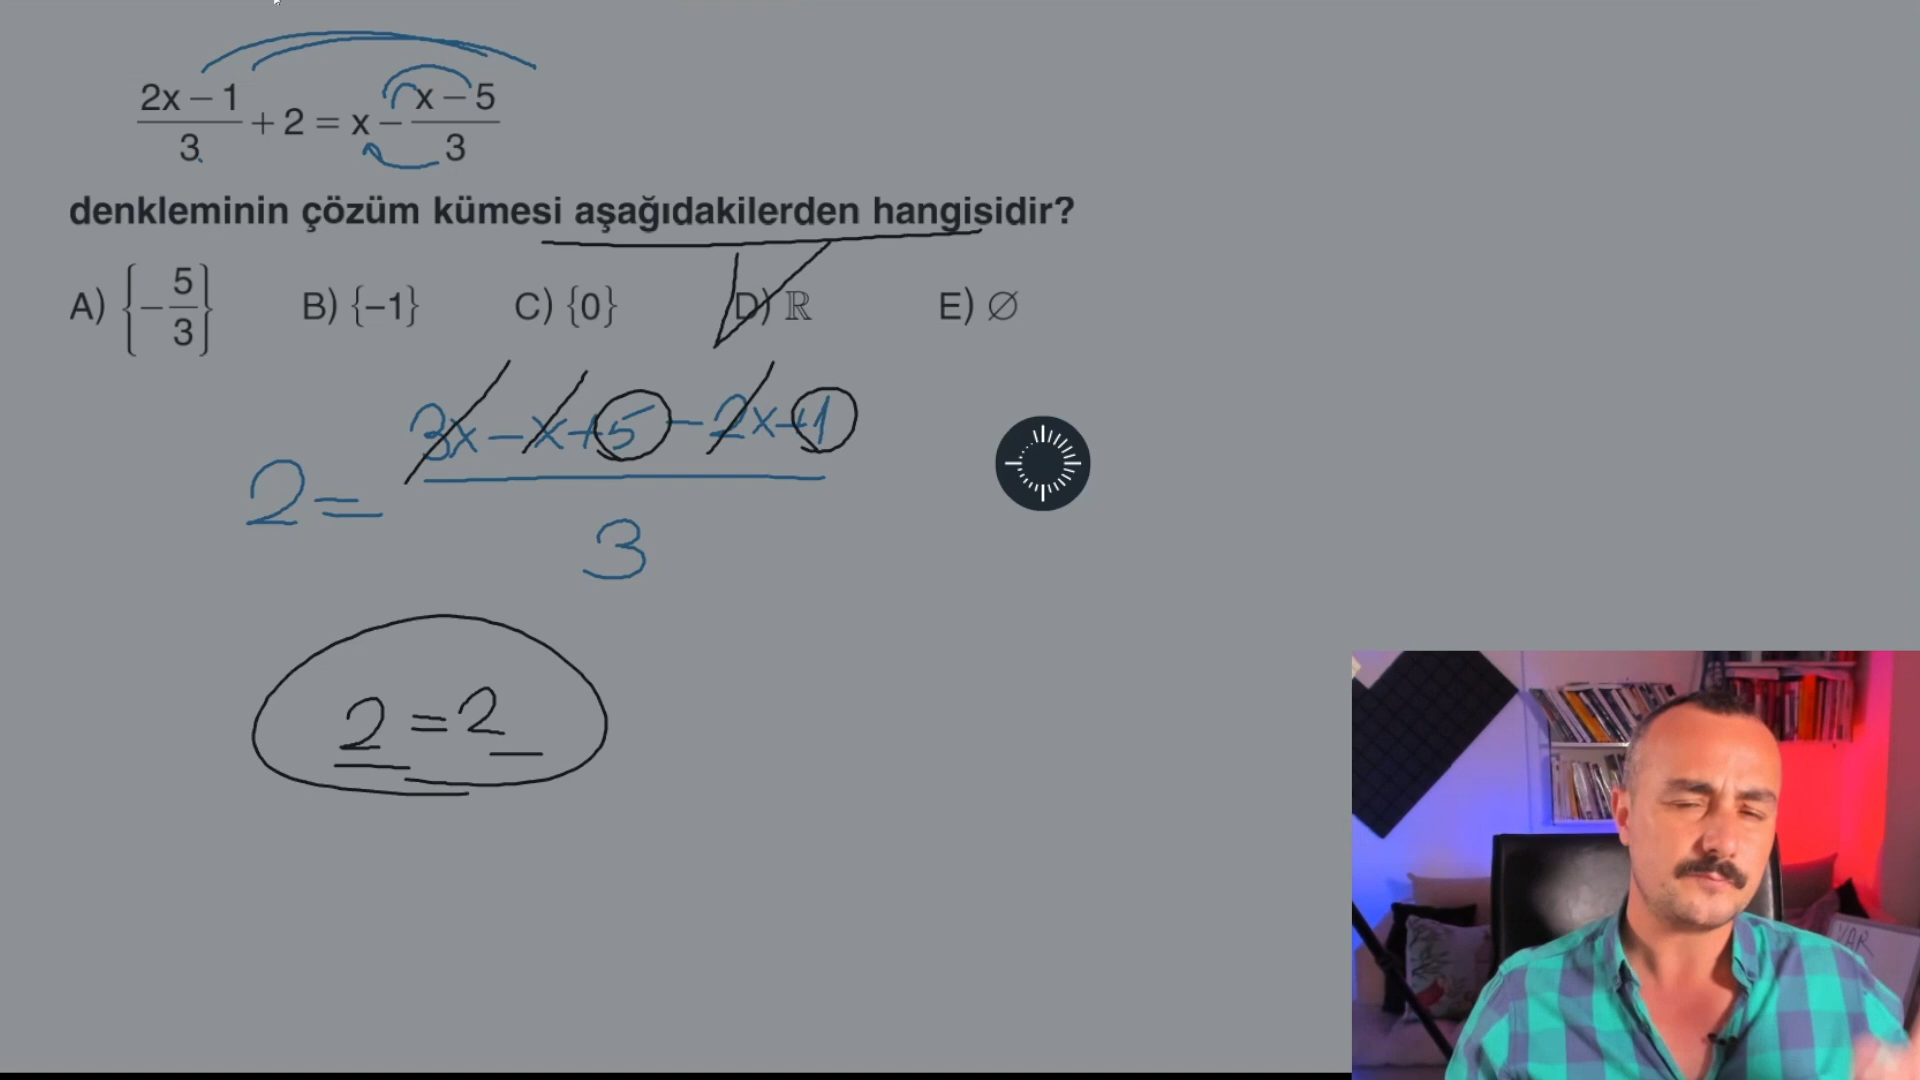 (2x − 1)/3 + 2 = x − (x − 5)/3
denkleminin çözüm kümesi aşağıdakilerden hangisidir?
A) {−5/3} B) {−1} C) {0} D) ℝ E) ∅
2 = (3x − x + 5 − 2x + 1)/3
2 = 2
VAR